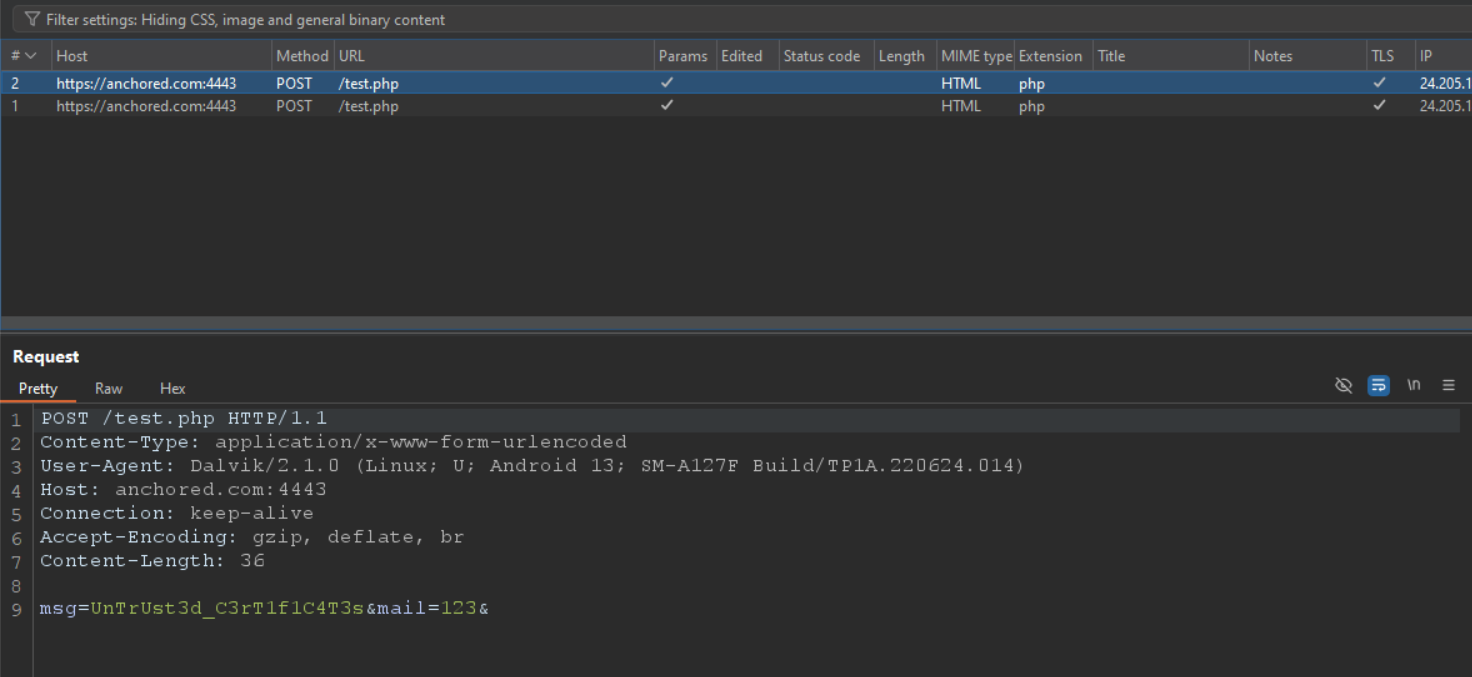 Filter settings: Hiding CSS, image and general binary content
# Host Method URL Params Edited Status code Length MIME type Extension Title Notes TLS IP
2 https://anchored.com:4443 POST /test.php ✓ HTML php ✓ 24.205.1
1 https://anchored.com:4443 POST /test.php ✓ HTML php ✓ 24.205.1
Request
Pretty Raw Hex \n
1 POST /test.php HTTP/1.1
2 Content-Type: application/x-www-form-urlencoded
3 User-Agent: Dalvik/2.1.0 (Linux; U; Android 13; SM-A127F Build/TP1A.220624.014)
4 Host: anchored.com:4443
5 Connection: keep-alive
6 Accept-Encoding: gzip, deflate, br
7 Content-Length: 36
8
9 msg=UnTrUst3d_C3rT1f1C4T3s&mail=123&